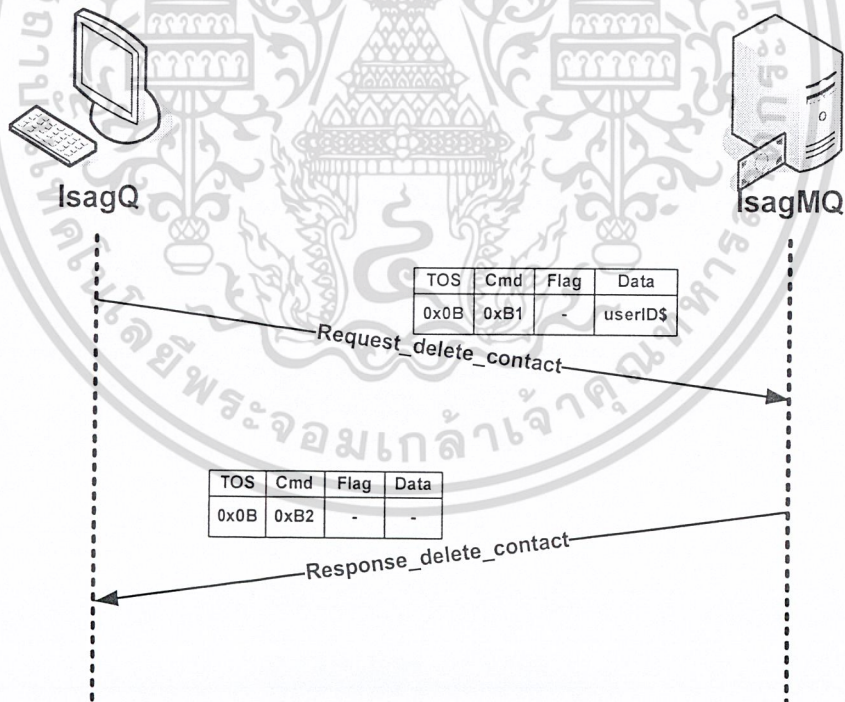 IsagQ
IsagMQ
TOS Cmd Flag Data
0x0B 0xB1 - userID$
Request_delete_contact
TOS Cmd Flag Data
0x0B 0xB2 - -
Response_delete_contact